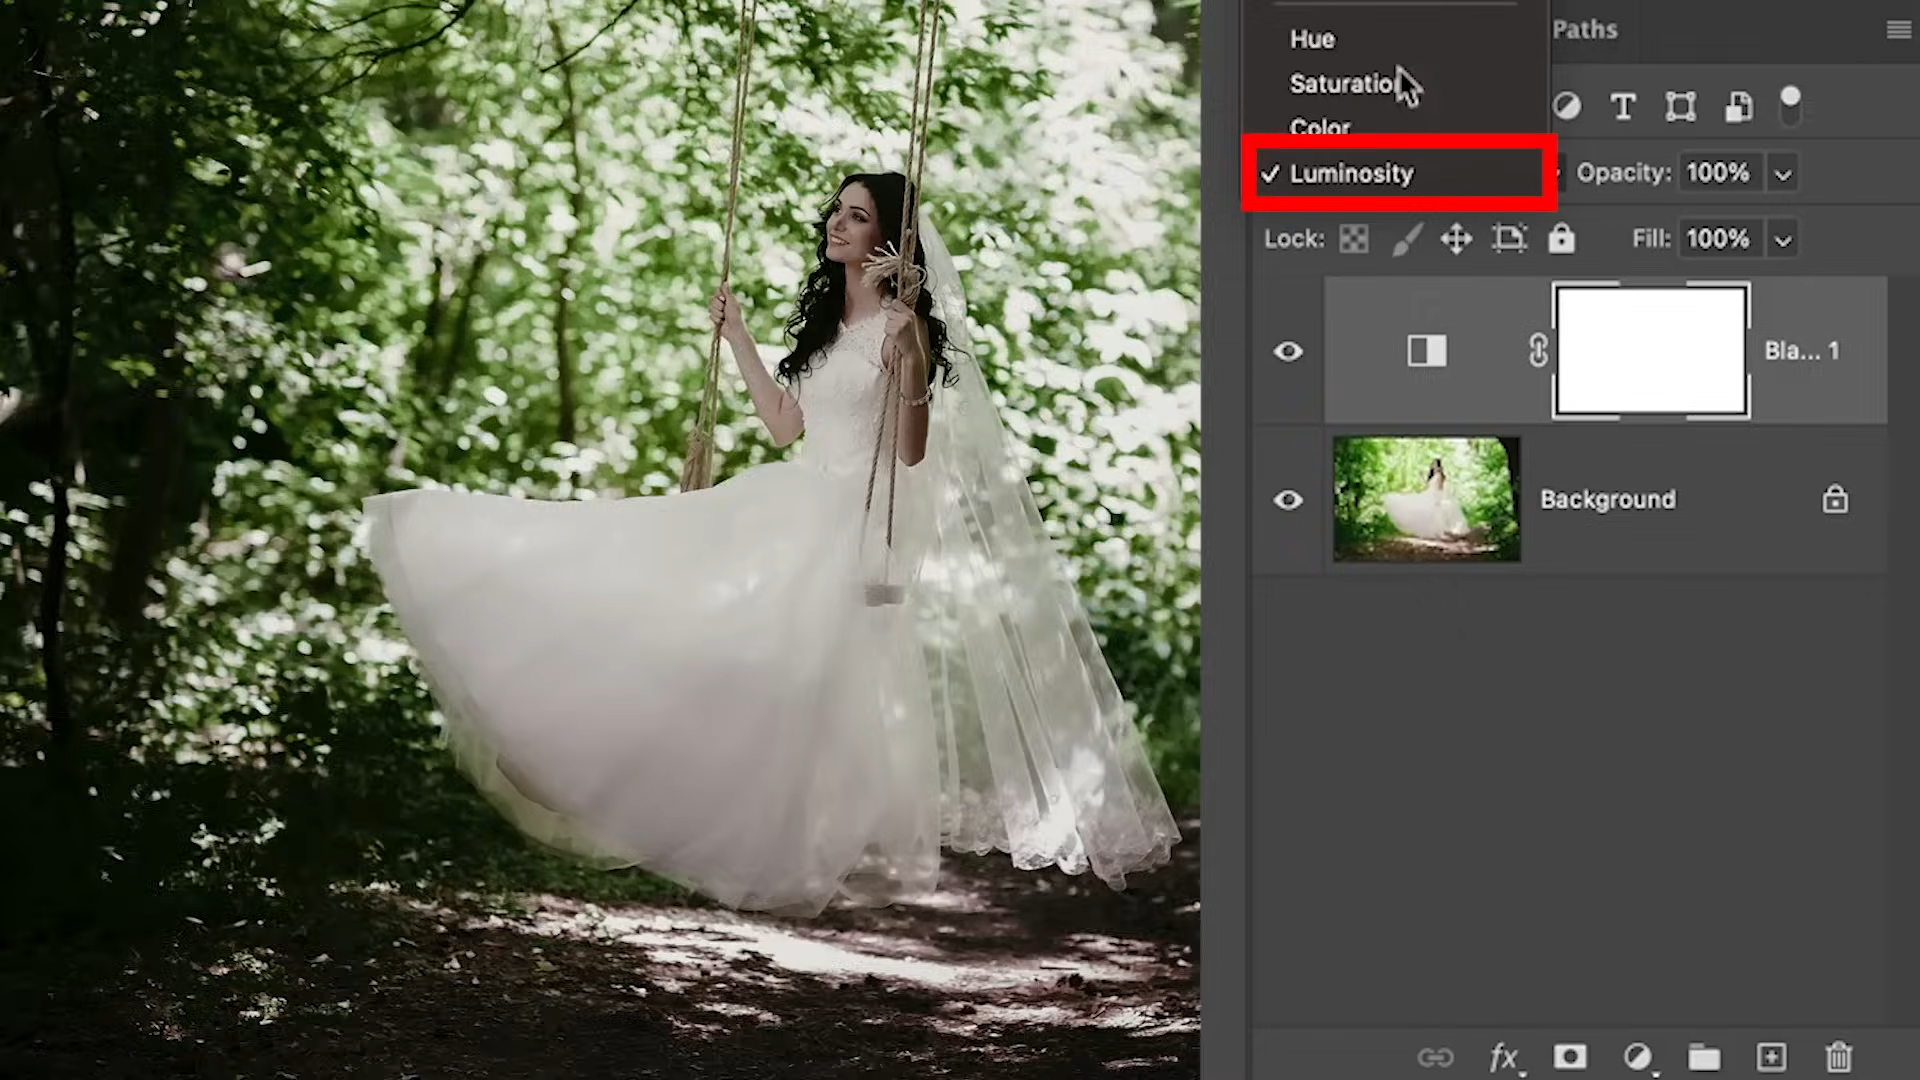 Hue
Saturation
Color
✓ Luminosity
Paths
Opacity: 100%
Lock:
Fill: 100%
Bla... 1
Background
fx